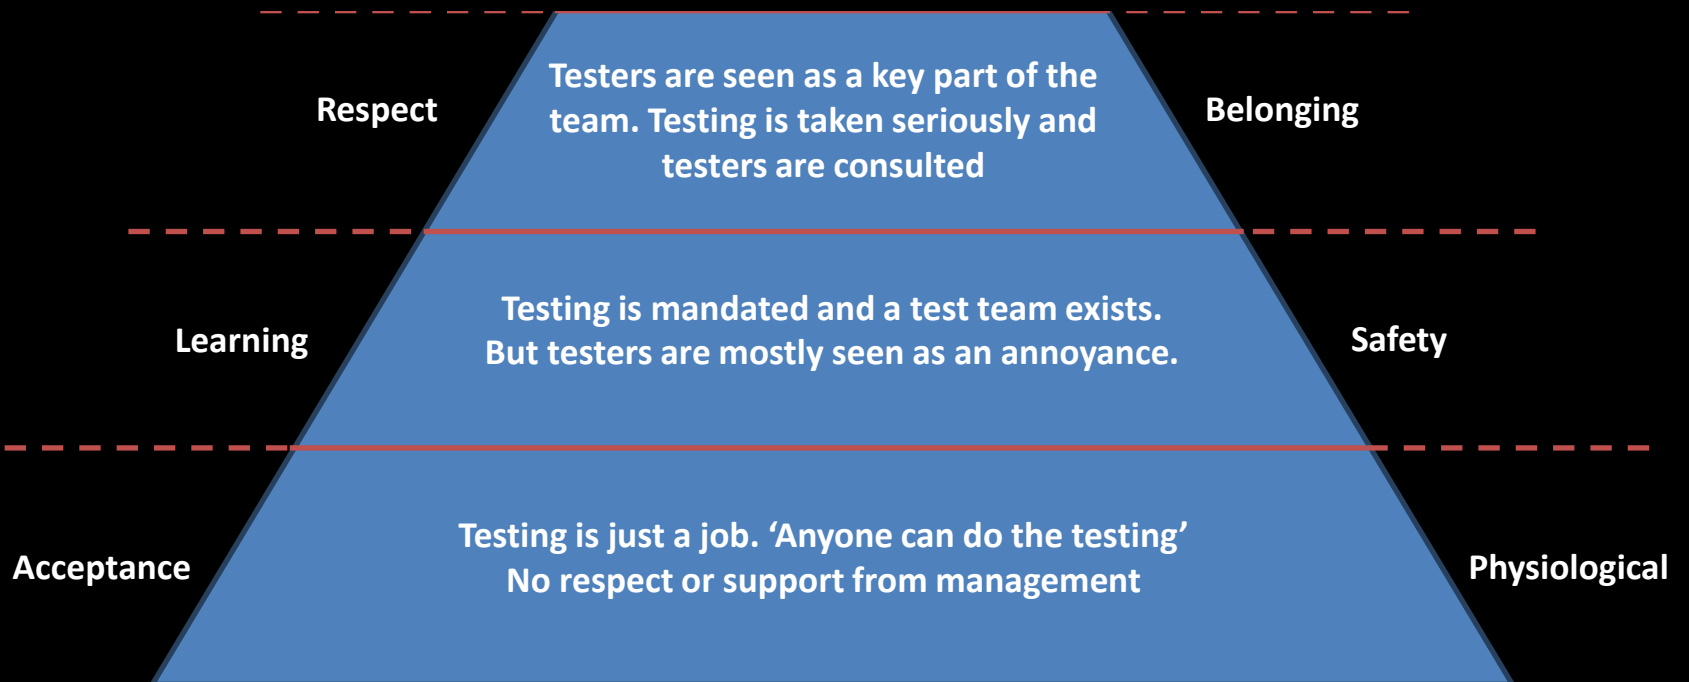 Respect
Testers are seen as a key part of the
team. Testing is taken seriously and
testers are consulted
Belonging
Learning
Testing is mandated and a test team exists.
But testers are mostly seen as an annoyance.
Safety
Acceptance
Testing is just a job. ‘Anyone can do the testing’
No respect or support from management
Physiological